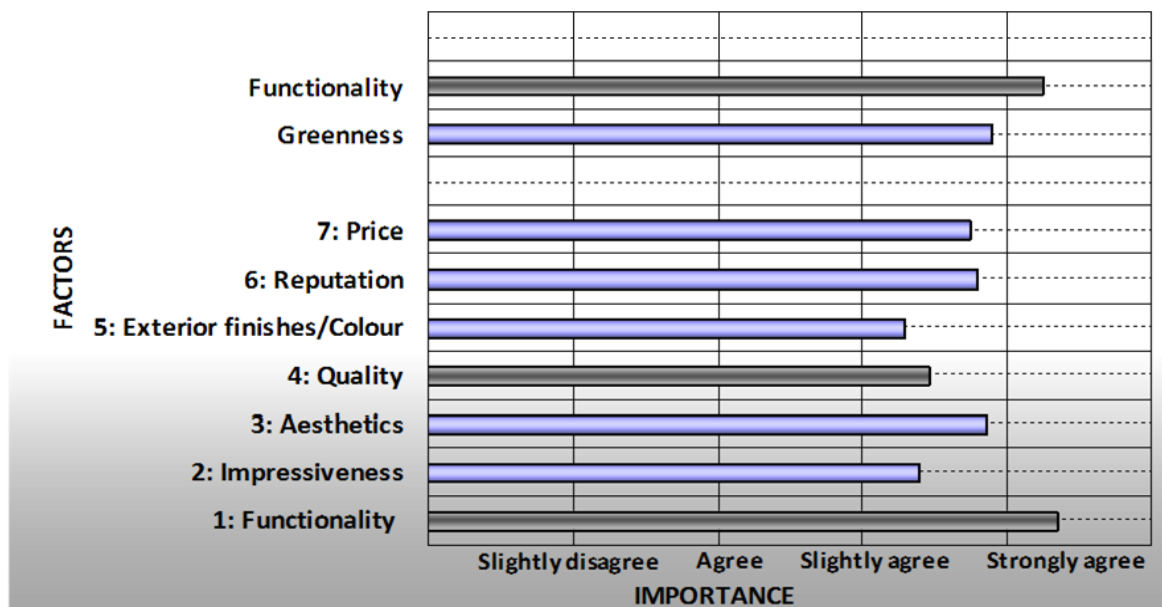 Functionality
Greenness
7: Price
6: Reputation
5: Exterior finishes/Colour
4: Quality
3: Aesthetics
2: Impressiveness
1: Functionality
FACTORS
Slightly disagree Agree Slightly agree Strongly agree
IMPORTANCE